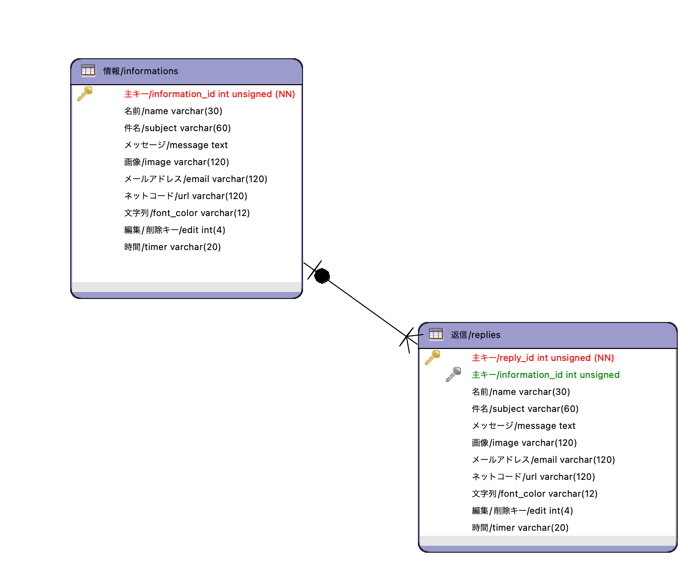 情報/informations
主キー/information_id int unsigned (NN)
名前/name varchar(30)
件名/subject varchar(60)
メッセージ/message text
画像/image varchar(120)
メールアドレス/email varchar(120)
ネットコード/url varchar(120)
文字列/font_color varchar(12)
編集/削除キー/edit int(4)
時間/timer varchar(20)
返信/replies
主キー/reply_id int unsigned (NN)
主キー/information_id int unsigned
名前/name varchar(30)
件名/subject varchar(60)
メッセージ/message text
画像/image varchar(120)
メールアドレス/email varchar(120)
ネットコード/url varchar(120)
文字列/font_color varchar(12)
編集/削除キー/edit int(4)
時間/timer varchar(20)